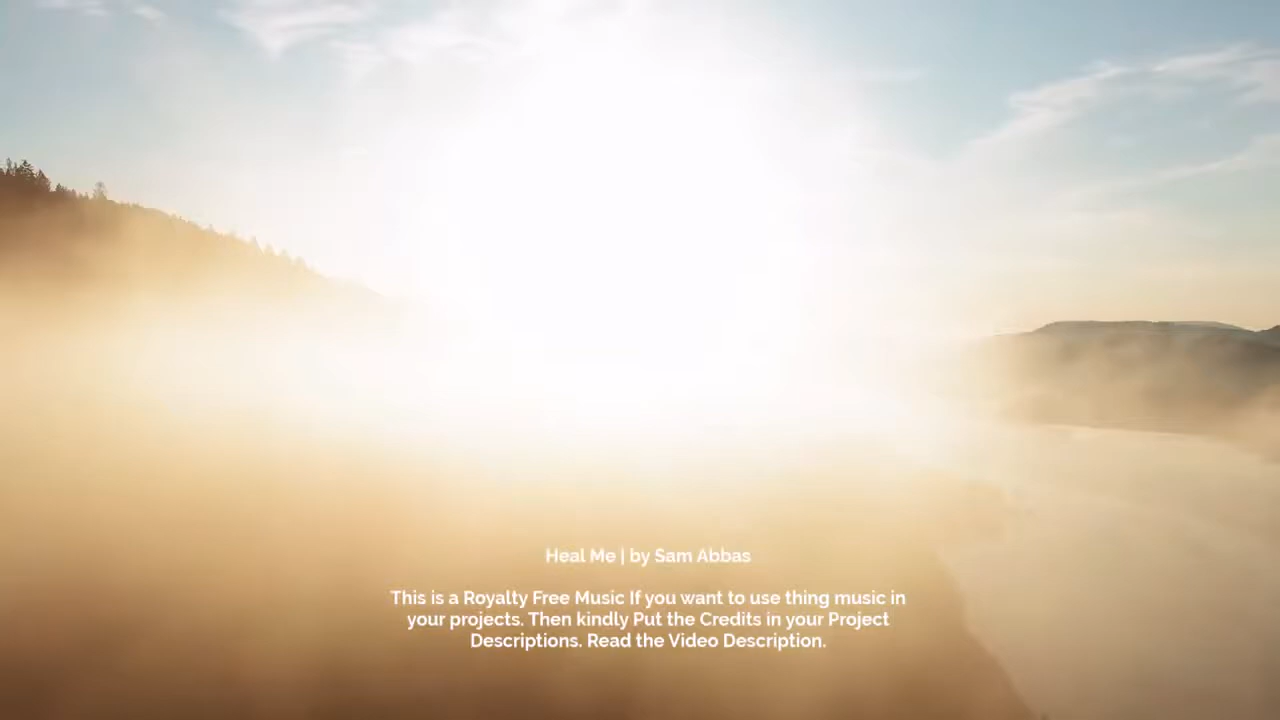 Heal Me | by Sam Abbas
This is a Royalty Free Music If you want to use thing music in
your projects. Then kindly Put the Credits in your Project
Descriptions. Read the Video Description.